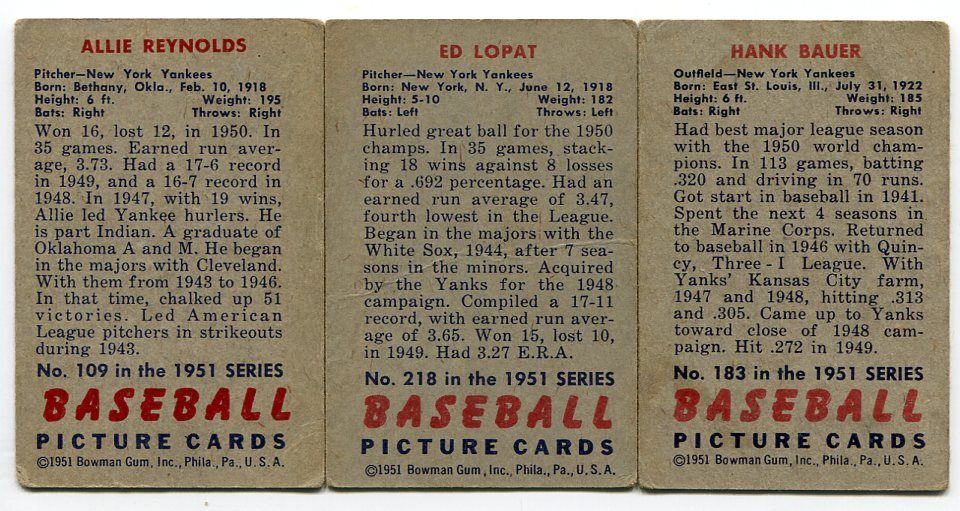 ALLIE REYNOLDS
Pitcher—New York Yankees
Born: Bethany, Okla., Feb. 10, 1918
Height: 6 ft. Weight: 195
Bats: Right Throws: Right
Won 16, lost 12, in 1950. In
35 games. Earned run aver-
age, 3.73. Had a 17-6 record
in 1949, and a 16-7 record in
1948. In 1947, with 19 wins,
Allie led Yankee hurlers. He
is part Indian. A graduate of
Oklahoma A and M. He began
in the majors with Cleveland.
With them from 1943 to 1946.
In that time, chalked up 51
victories. Led American
League pitchers in strikeouts
during 1943.
No. 109 in the 1951 SERIES
BASEBALL
PICTURE CARDS
©1951 Bowman Gum, Inc., Phila., Pa., U.S.A.
ED LOPAT
Pitcher—New York Yankees
Born: New York, N. Y., June 12, 1918
Height: 5-10 Weight: 182
Bats: Left Throws: Left
Hurled great ball for the 1950
champs. In 35 games, stack-
ing 18 wins against 8 losses
for a .692 percentage. Had an
earned run average of 3.47,
fourth lowest in the League.
Began in the majors with the
White Sox, 1944, after 7 sea-
sons in the minors. Acquired
by the Yanks for the 1948
campaign. Compiled a 17-11
record, with earned run aver-
age of 3.65. Won 15, lost 10,
in 1949. Had 3.27 E.R.A.
No. 218 in the 1951 SERIES
BASEBALL
PICTURE CARDS
©1951 Bowman Gum, Inc., Phila., Pa., U.S.A.
HANK BAUER
Outfield—New York Yankees
Born: East St. Louis, Ill., July 31, 1922
Height: 6 ft. Weight: 185
Bats: Right Throws: Right
Had best major league season
with the 1950 world cham-
pions. In 113 games, batting
.320 and driving in 70 runs.
Got start in baseball in 1941.
Spent the next 4 seasons in
the Marine Corps. Returned
to baseball in 1946 with Quin-
cy, Three-I League. With
Yanks' Kansas City farm,
1947 and 1948, hitting .313
and .305. Came up to Yanks
toward close of 1948 cam-
paign. Hit .272 in 1949.
No. 183 in the 1951 SERIES
BASEBALL
PICTURE CARDS
©1951 Bowman Gum, Inc., Phila., Pa., U.S.A.